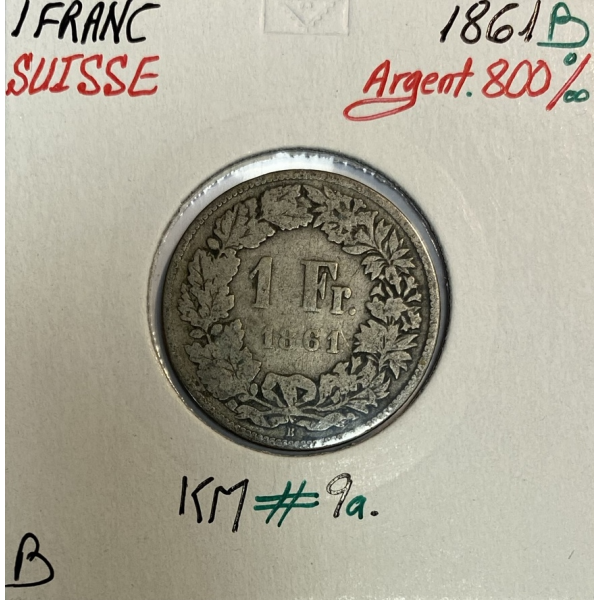 1 FRANC 1861 B
SUISSE Argent. 800‰
1 Fr.
1861
B
KM# 9a.
B